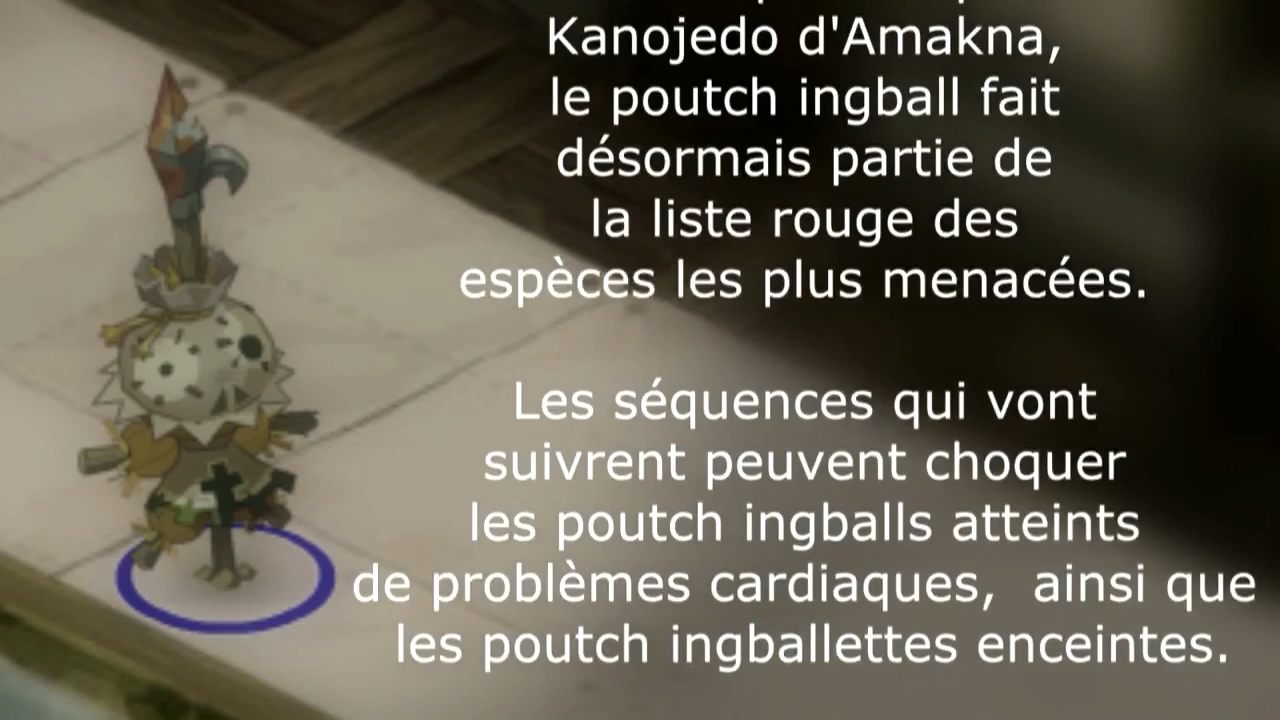 Kanojedo d'Amakna,
le poutch ingball fait
désormais partie de
la liste rouge des
espèces les plus menacées.
Les séquences qui vont
suivrent peuvent choquer
les poutch ingballs atteints
de problèmes cardiaques, ainsi que
les poutch ingballettes enceintes.